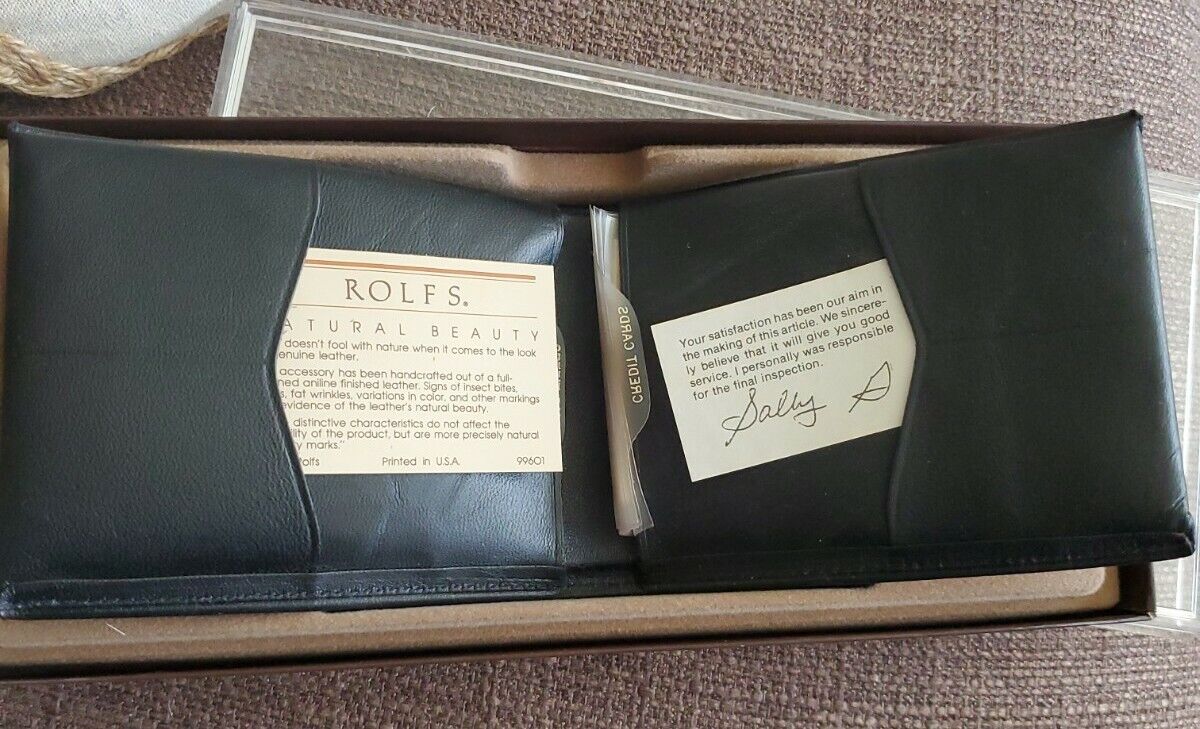 ROLFS®
ATURAL BEAUTY
doesn't fool with nature when it comes to the look
enuine leather.
accessory has been handcrafted out of a full-
ned aniline finished leather. Signs of insect bites,
s, fat wrinkles, variations in color, and other markings
evidence of the leather's natural beauty.
distinctive characteristics do not affect the
lity of the product, but are more precisely natural
y marks."
Rolfs Printed in U.S.A. 99601
CREDIT CARDS
Your satisfaction has been our aim in
the making of this article. We sincere-
ly believe that it will give you good
service. I personally was responsible
for the final inspection.
Sally S